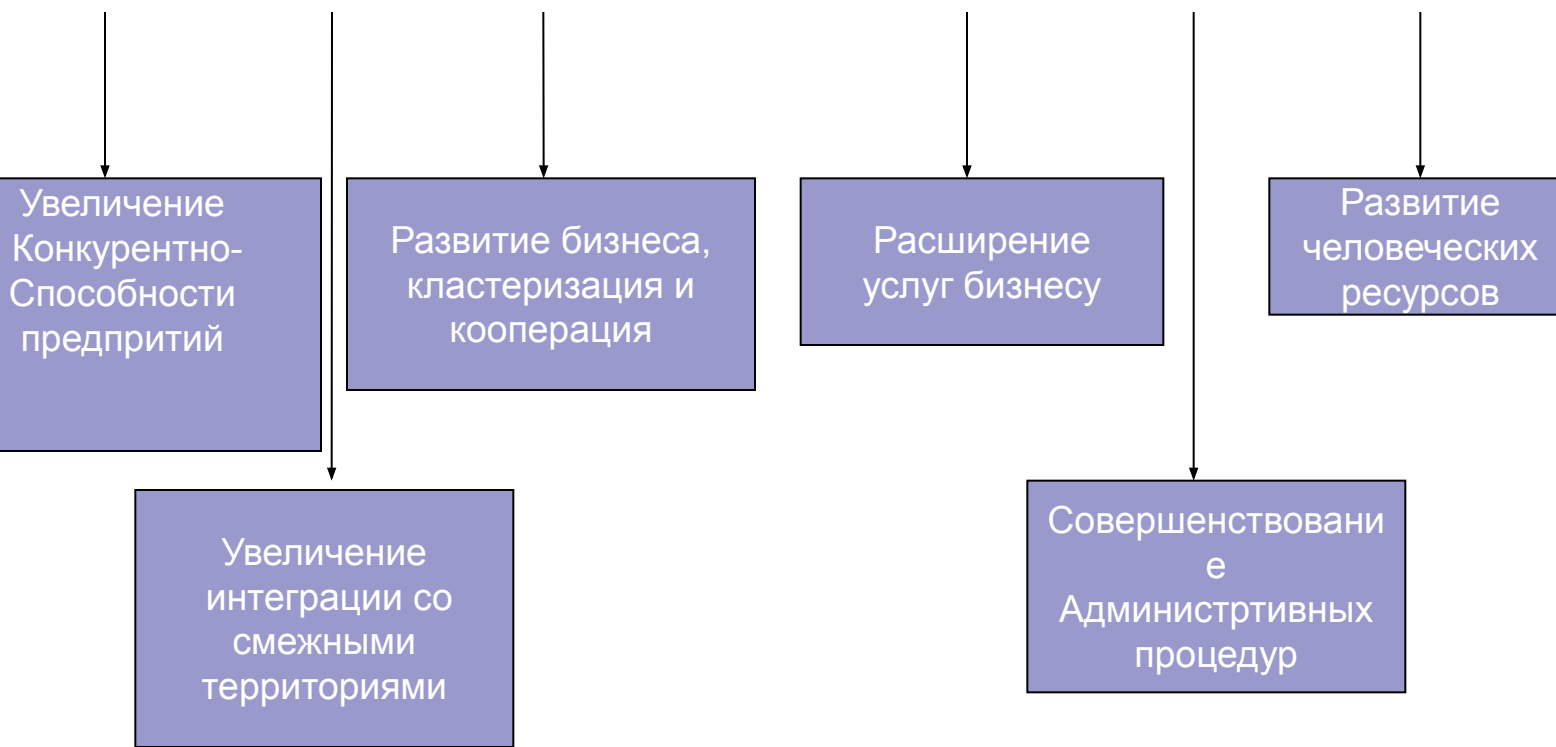 Увеличение
Конкурентно-
Способности
предпритий
Развитие бизнеса,
кластеризация и
кооперация
Расширение
услуг бизнесу
Развитие
человеческих
ресурсов
Увеличение
интеграции со
смежными
территориями
Совершенствовани
е
Администртивных
процедур